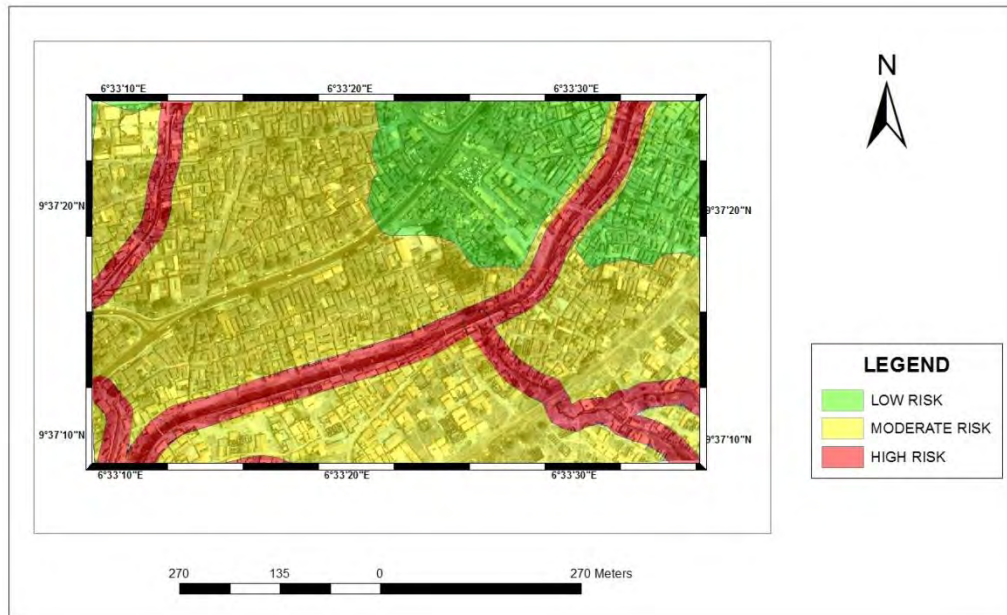 6°33'10"E 6°33'20"E 6°33'30"E
N
9°37'20"N 9°37'20"N
LEGEND
LOW RISK
MODERATE RISK
HIGH RISK
9°37'10"N 9°37'10"N
6°33'10"E 6°33'20"E 6°33'30"E
270 135 0 270 Meters